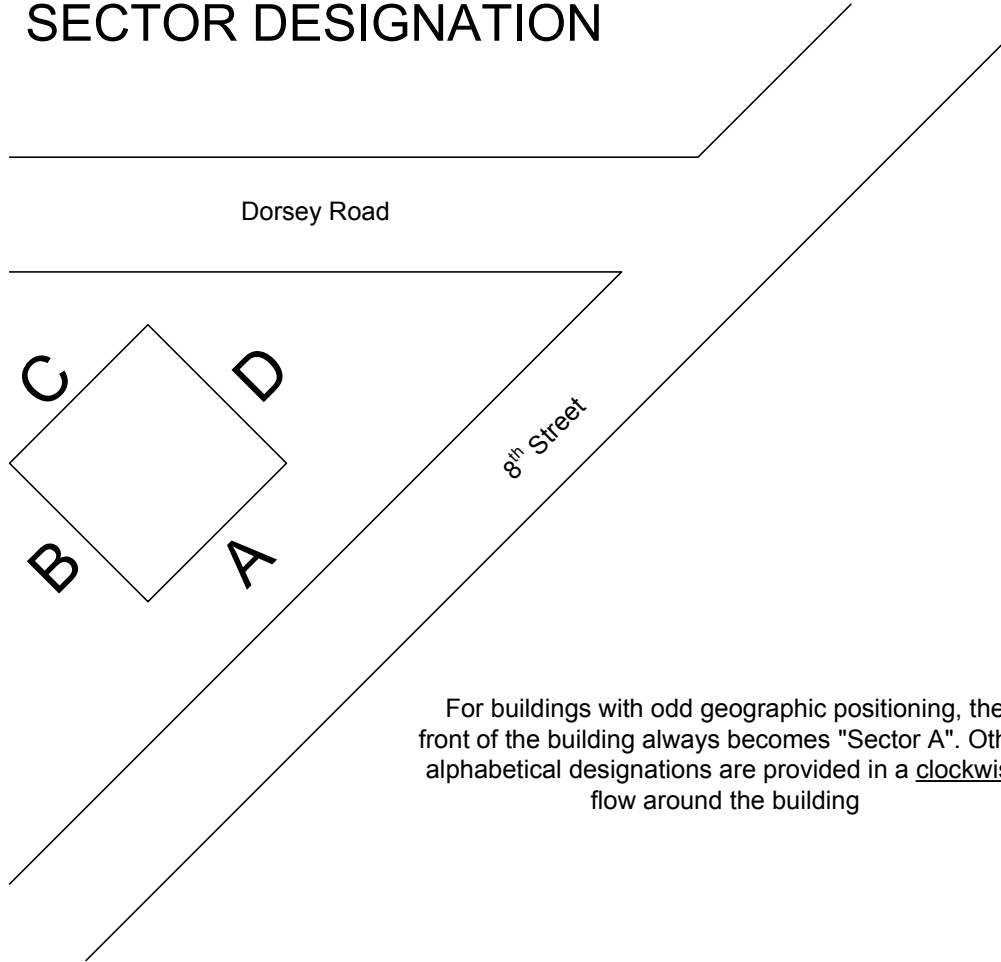 SECTOR DESIGNATION
Dorsey Road
C
D
8th Street
B
A
For buildings with odd geographic positioning, the
front of the building always becomes "Sector A". Oth
alphabetical designations are provided in a clockwis
flow around the building